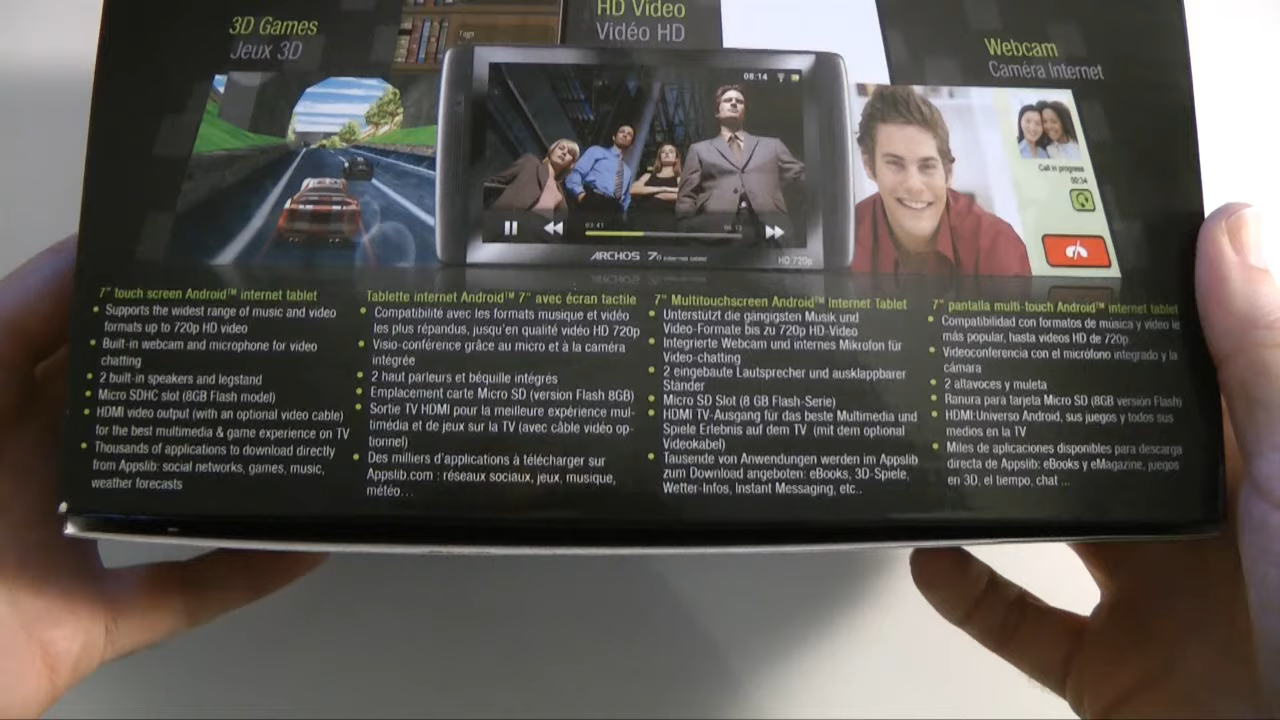 3D Games
Jeux 3D
Tags
HD Video
Vidéo HD
Webcam
Caméra Internet
08:14
Call in progress
00:34
03:41
ARCHOS 7o internet tablet
HD 720p
7" touch screen Android™ internet tablet
• Supports the widest range of music and video
formats up to 720p HD video
• Built-in webcam and microphone for video
chatting
• 2 built-in speakers and legstand
• Micro SDHC slot (8GB Flash model)
• HDMI video output (with an optional video cable)
for the best multimedia & game experience on TV
• Thousands of applications to download directly
from Appslib: social networks, games, music,
weather forecasts
Tablette internet Android™ 7" avec écran tactile
• Compatibilité avec les formats musique et vidéo
les plus répandus, jusqu'en qualité vidéo HD 720p
• Visio-conférence grâce au micro et à la caméra
intégrée
• 2 haut parleurs et béquille intégrés
• Emplacement carte Micro SD (version Flash 8GB)
• Sortie TV HDMI pour la meilleure expérience mul-
timédia et de jeux sur la TV (avec câble vidéo op-
tionnel)
• Des milliers d'applications à télécharger sur
Appslib.com : réseaux sociaux, jeux, musique,
météo...
7" Multitouchscreen Android™ Internet Tablet
• Unterstützt die gängigsten Musik und
Video-Formate bis zu 720p HD-Video
• Integrierte Webcam und internes Mikrofon für
Video-chatting
• 2 eingebaute Lautsprecher und ausklappbarer
Ständer
• Micro SD Slot (8 GB Flash-Serie)
• HDMI TV-Ausgang für das beste Multimedia und
Spiele Erlebnis auf dem TV (mit dem optional
Videokabel)
• Tausende von Anwendungen werden im Appslib
zum Download angeboten: eBooks, 3D-Spiele,
Wetter-Infos, Instant Messaging, etc..
7" pantalla multi-touch Android™ internet tablet
• Compatibilidad con formatos de música y video le
más popular, hasta videos HD de 720p.
• Videoconferencia con el micrófono integrado y la
cámara
• 2 altavoces y muleta
• Ranura para tarjeta Micro SD (8GB versión Flash)
• HDMI:Universo Android, sus juegos y todos sus
medios en la TV
• Miles de aplicaciones disponibles para descarga
directa de Appslib: eBooks y eMagazine, juegos
en 3D, el tiempo, chat ...